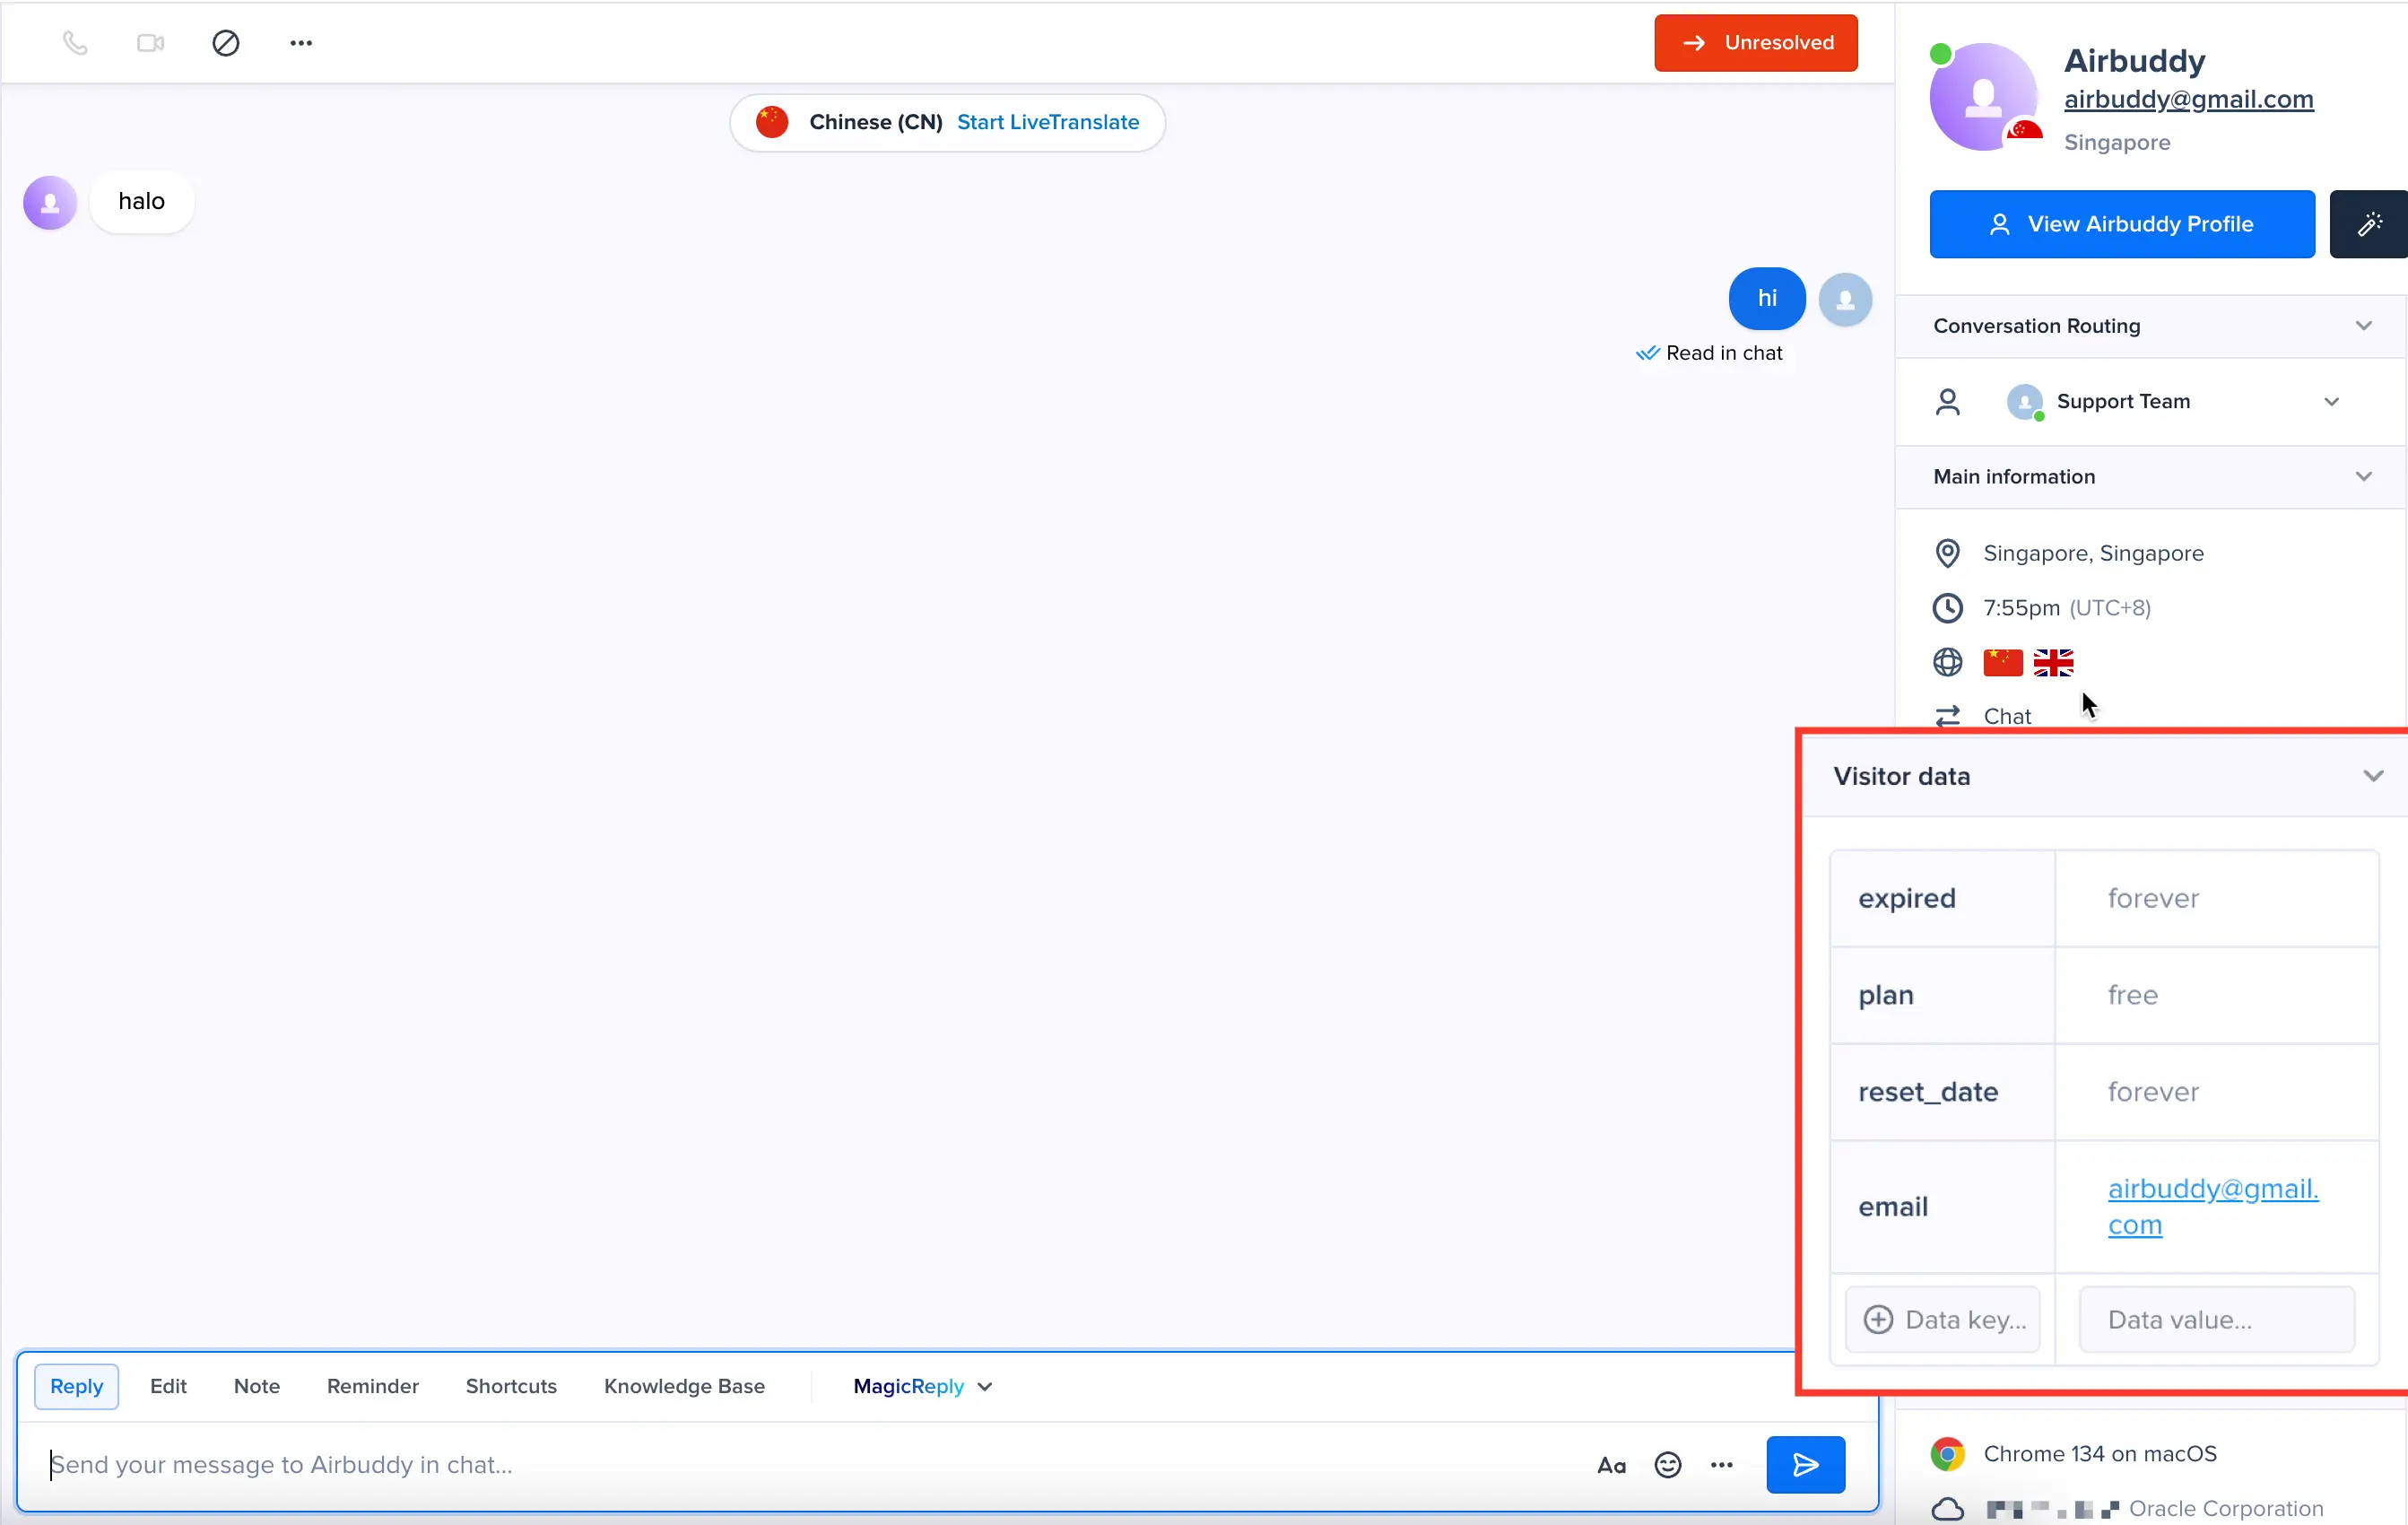 Unresolved
Chinese (CN) Start LiveTranslate
halo
hi
Read in chat
Reply Edit Note Reminder Shortcuts Knowledge Base MagicReply
Send your message to Airbuddy in chat...
Aa
Airbuddy
airbuddy@gmail.com
Singapore
View Airbuddy Profile
Conversation Routing
Support Team
Main information
Singapore, Singapore
7:55pm (UTC+8)
Chat
Visitor data
expired forever
plan free
reset_date forever
email airbuddy@gmail.
com
Data key... Data value...
Chrome 134 on macOS
Oracle Corporation